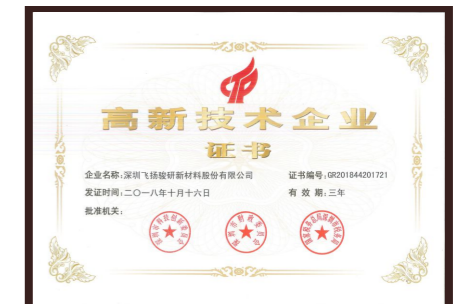 高新技术企业
证书
企业名称:深圳飞扬骏研新材料股份有限公司
证书编号:GR201844201721
发证时间:二〇一八年十月十六日
有 效 期:三年
批准机关: